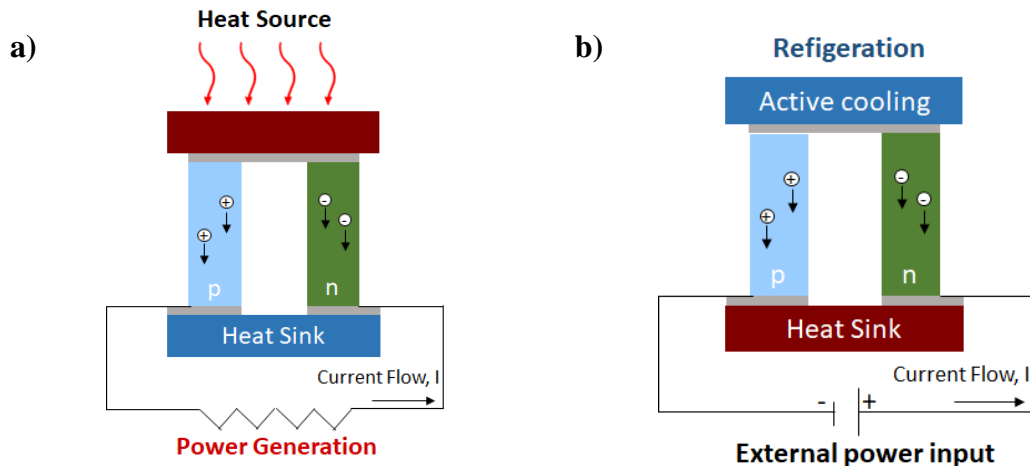 a)
Heat Source
+
+
-
-
p
n
Heat Sink
Current Flow, I
Power Generation
b)
Refigeration
Active cooling
+
+
-
-
p
n
Heat Sink
Current Flow, I
- +
External power input